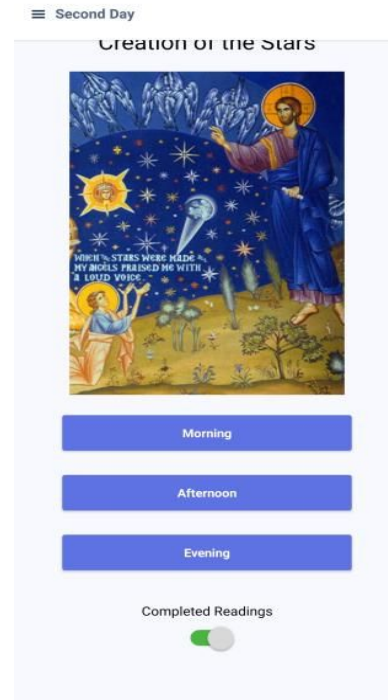 Second Day
Creation of the Stars
WHEN THE STARS WERE MADE
MY ANGELS PRAISED ME WITH
A LOUD VOICE
Morning
Afternoon
Evening
Completed Readings